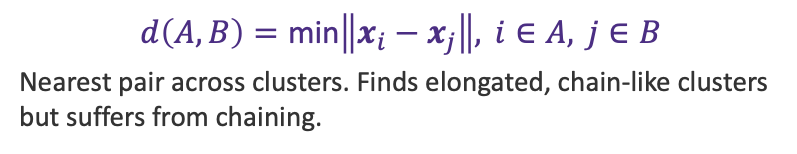 d(A, B) = min‖xᵢ − xⱼ‖, i ∈ A, j ∈ B
Nearest pair across clusters. Finds elongated, chain-like clusters
but suffers from chaining.